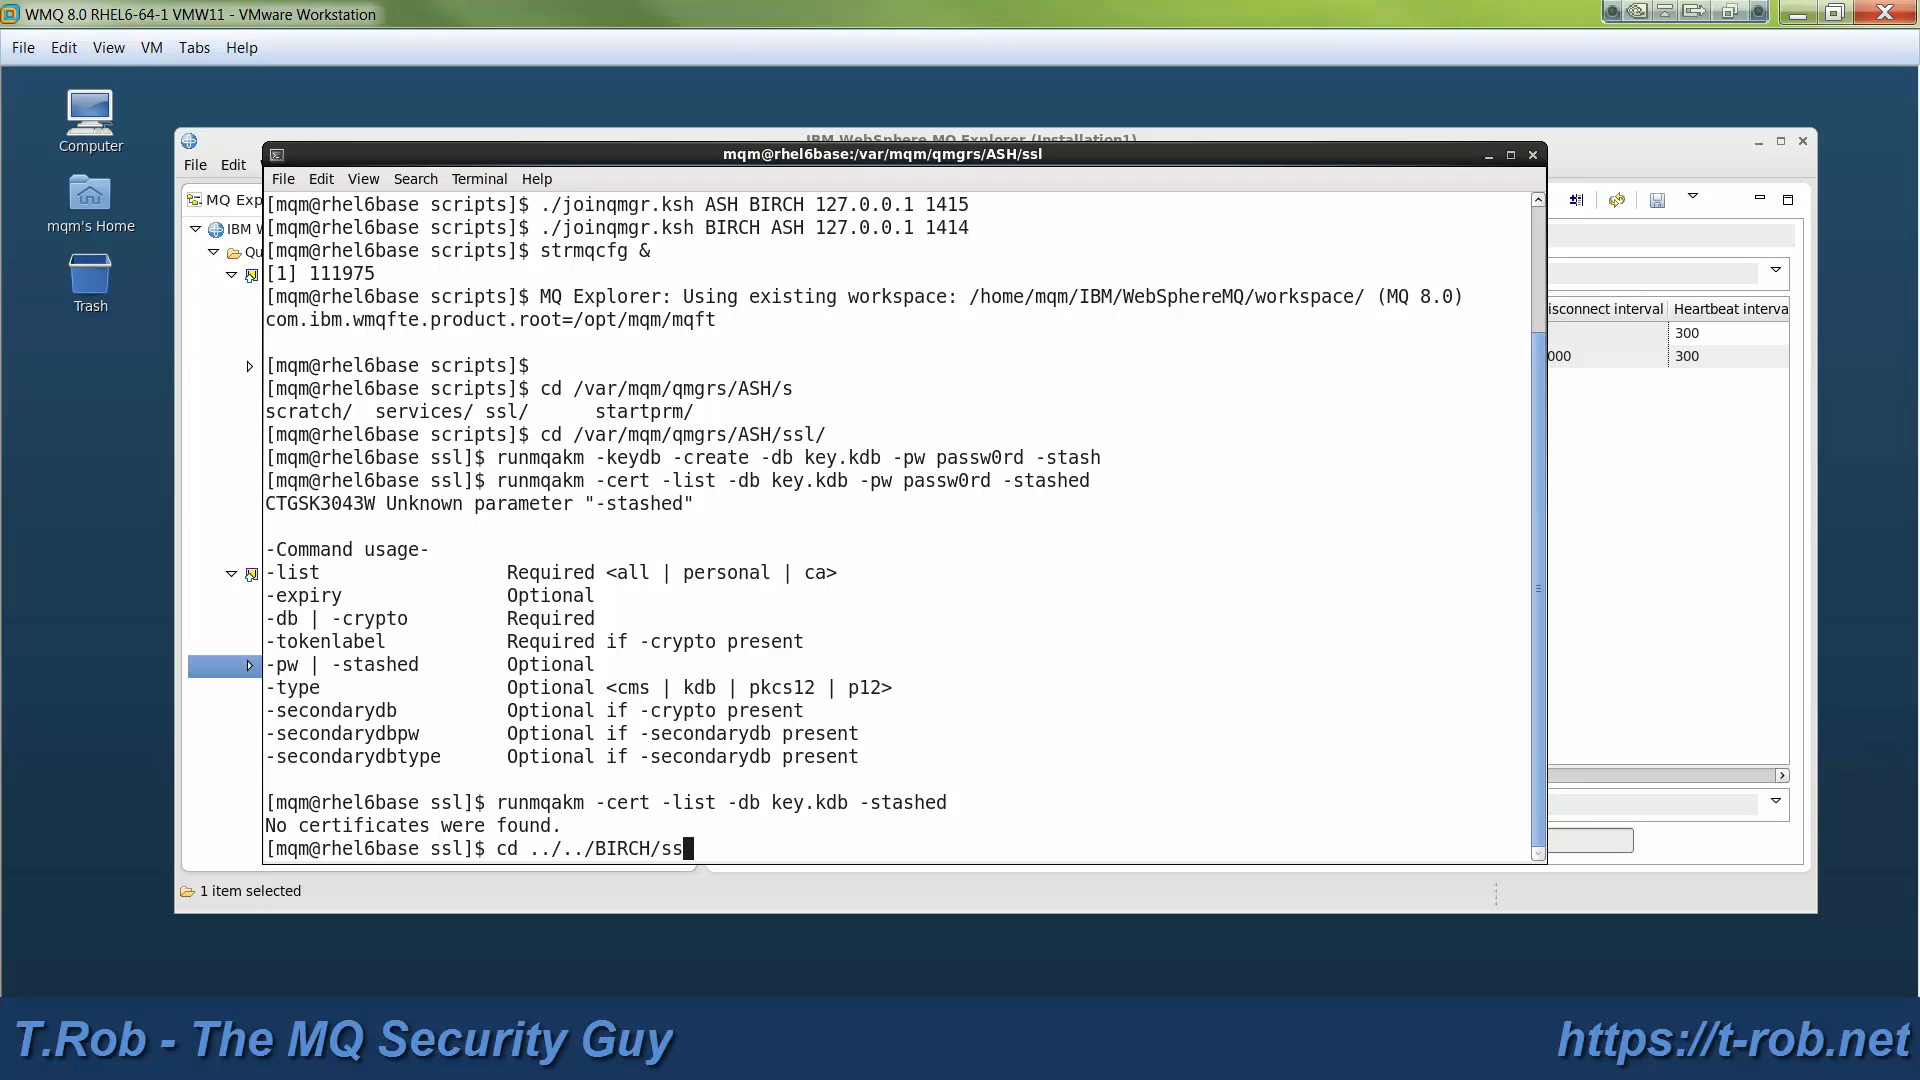 WMQ 8.0 RHEL6-64-1 VMW11 - VMware Workstation
File Edit View VM Tabs Help
Computer
mqm's Home
Trash
IBM WebSphere MQ Explorer (Installation1)
File Edit
MQ Exp
IBM W
Qu
mqm@rhel6base:/var/mqm/qmgrs/ASH/ssl
File Edit View Search Terminal Help
[mqm@rhel6base scripts]$ ./joinqmgr.ksh ASH BIRCH 127.0.0.1 1415
[mqm@rhel6base scripts]$ ./joinqmgr.ksh BIRCH ASH 127.0.0.1 1414
[mqm@rhel6base scripts]$ strmqcfg &
[1] 111975
[mqm@rhel6base scripts]$ MQ Explorer: Using existing workspace: /home/mqm/IBM/WebSphereMQ/workspace/ (MQ 8.0)
com.ibm.wmqfte.product.root=/opt/mqm/mqft
[mqm@rhel6base scripts]$
[mqm@rhel6base scripts]$ cd /var/mqm/qmgrs/ASH/s
scratch/  services/ ssl/      startprm/
[mqm@rhel6base scripts]$ cd /var/mqm/qmgrs/ASH/ssl/
[mqm@rhel6base ssl]$ runmqakm -keydb -create -db key.kdb -pw passw0rd -stash
[mqm@rhel6base ssl]$ runmqakm -cert -list -db key.kdb -pw passw0rd -stashed
CTGSK3043W Unknown parameter "-stashed"
-Command usage-
-list                 Required <all | personal | ca>
-expiry               Optional
-db | -crypto         Required
-tokenlabel           Required if -crypto present
-pw | -stashed        Optional
-type                 Optional <cms | kdb | pkcs12 | p12>
-secondarydb          Optional if -crypto present
-secondarydbpw        Optional if -secondarydb present
-secondarydbtype      Optional if -secondarydb present
[mqm@rhel6base ssl]$ runmqakm -cert -list -db key.kdb -stashed
No certificates were found.
[mqm@rhel6base ssl]$ cd ../../BIRCH/ss
isconnect interval Heartbeat interva
300
000 300
1 item selected
T.Rob - The MQ Security Guy
https://t-rob.net